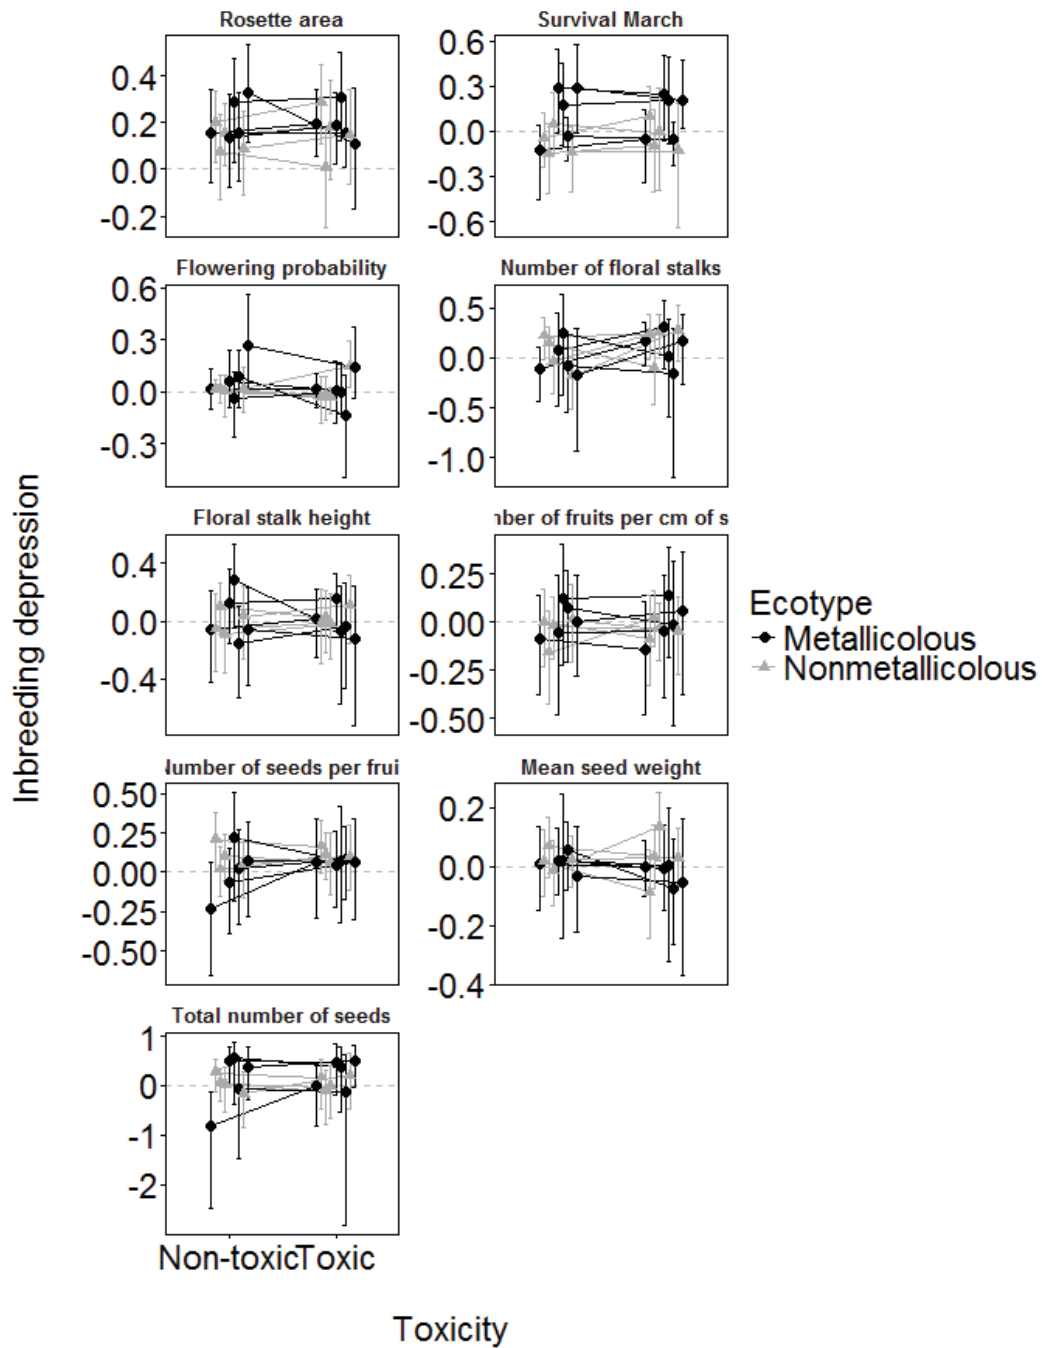 Rosette area
Survival March
0.4
0.2
0.0
-0.2
0.6
0.3
0.0
-0.3
-0.6
Flowering probability
Number of floral stalks
0.6
0.3
0.0
-0.3
0.5
0.0
-0.5
-1.0
Floral stalk height
nber of fruits per cm of s
0.4
0.0
-0.4
0.25
0.00
-0.25
-0.50
Number of seeds per frui
Mean seed weight
0.50
0.25
0.00
-0.25
-0.50
0.2
0.0
-0.2
-0.4
Total number of seeds
1
0
-1
-2
Non-toxic
Toxic
Toxicity
Inbreeding depression
Ecotype
Metallicolous
Nonmetallicolous